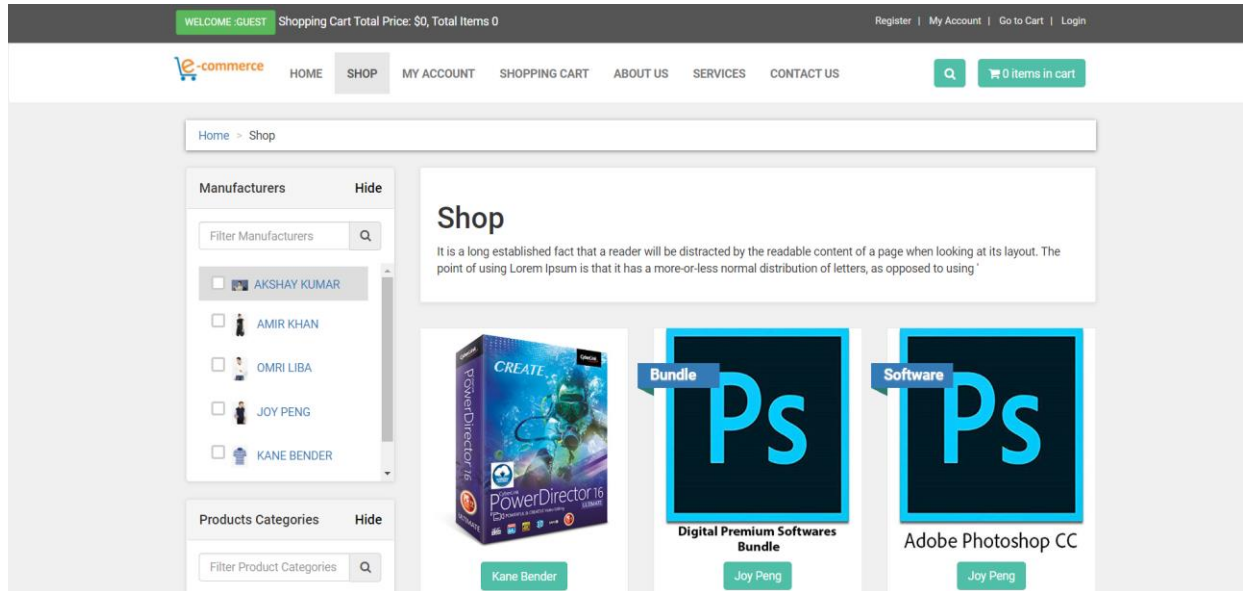 WELCOME :GUEST Shopping Cart Total Price: $0, Total Items 0
Register | My Account | Go to Cart | Login
e-commerce
HOME SHOP MY ACCOUNT SHOPPING CART ABOUT US SERVICES CONTACT US
0 items in cart
Home > Shop
Manufacturers Hide
Filter Manufacturers
AKSHAY KUMAR
AMIR KHAN
OMRI LIBA
JOY PENG
KANE BENDER
Products Categories Hide
Filter Product Categories
Shop
It is a long established fact that a reader will be distracted by the readable content of a page when looking at its layout. The
point of using Lorem Ipsum is that it has a more-or-less normal distribution of letters, as opposed to using '
CREATE
PowerDirector 16
PowerDirector 16
ULTIMATE
Kane Bender
Bundle
Ps
Digital Premium Softwares
Bundle
Joy Peng
Software
Ps
Adobe Photoshop CC
Joy Peng